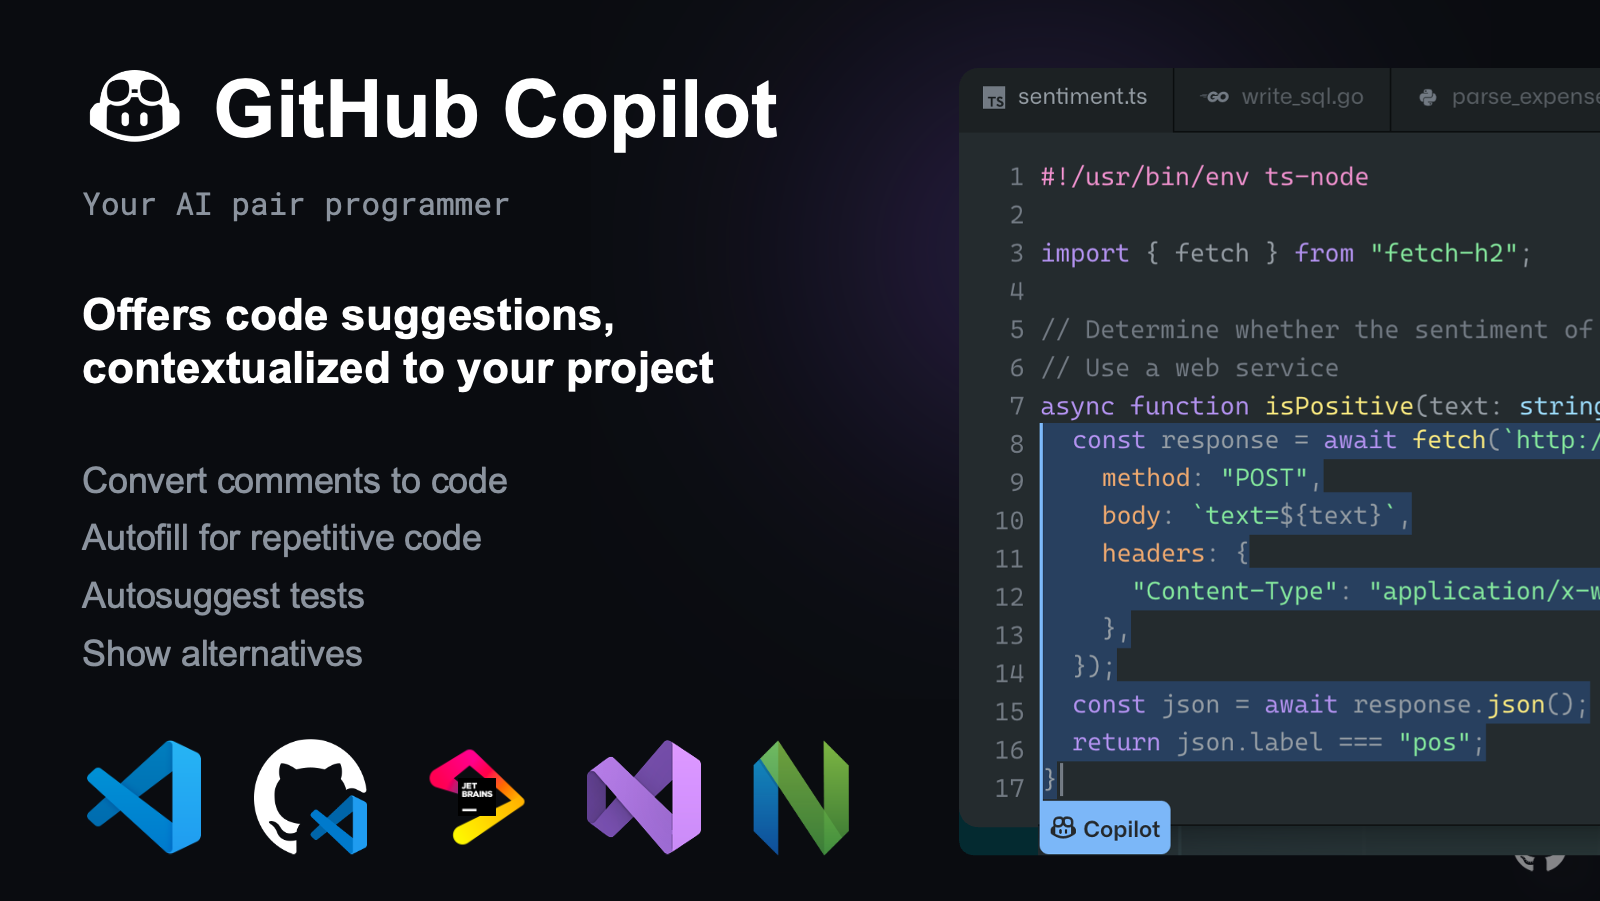 GitHub Copilot
Your AI pair programmer
Offers code suggestions,
contextualized to your project
Convert comments to code
Autofill for repetitive code
Autosuggest tests
Show alternatives
JET
BRAINS
TS sentiment.ts
GO write_sql.go
parse_expense
1 #!/usr/bin/env ts-node
2
3 import { fetch } from "fetch-h2";
4
5 // Determine whether the sentiment of
6 // Use a web service
7 async function isPositive(text: string
8 const response = await fetch(`http:/
9 method: "POST",
10 body: `text=${text}`,
11 headers: {
12 "Content-Type": "application/x-w
13 },
14 });
15 const json = await response.json();
16 return json.label === "pos";
17 }
Copilot